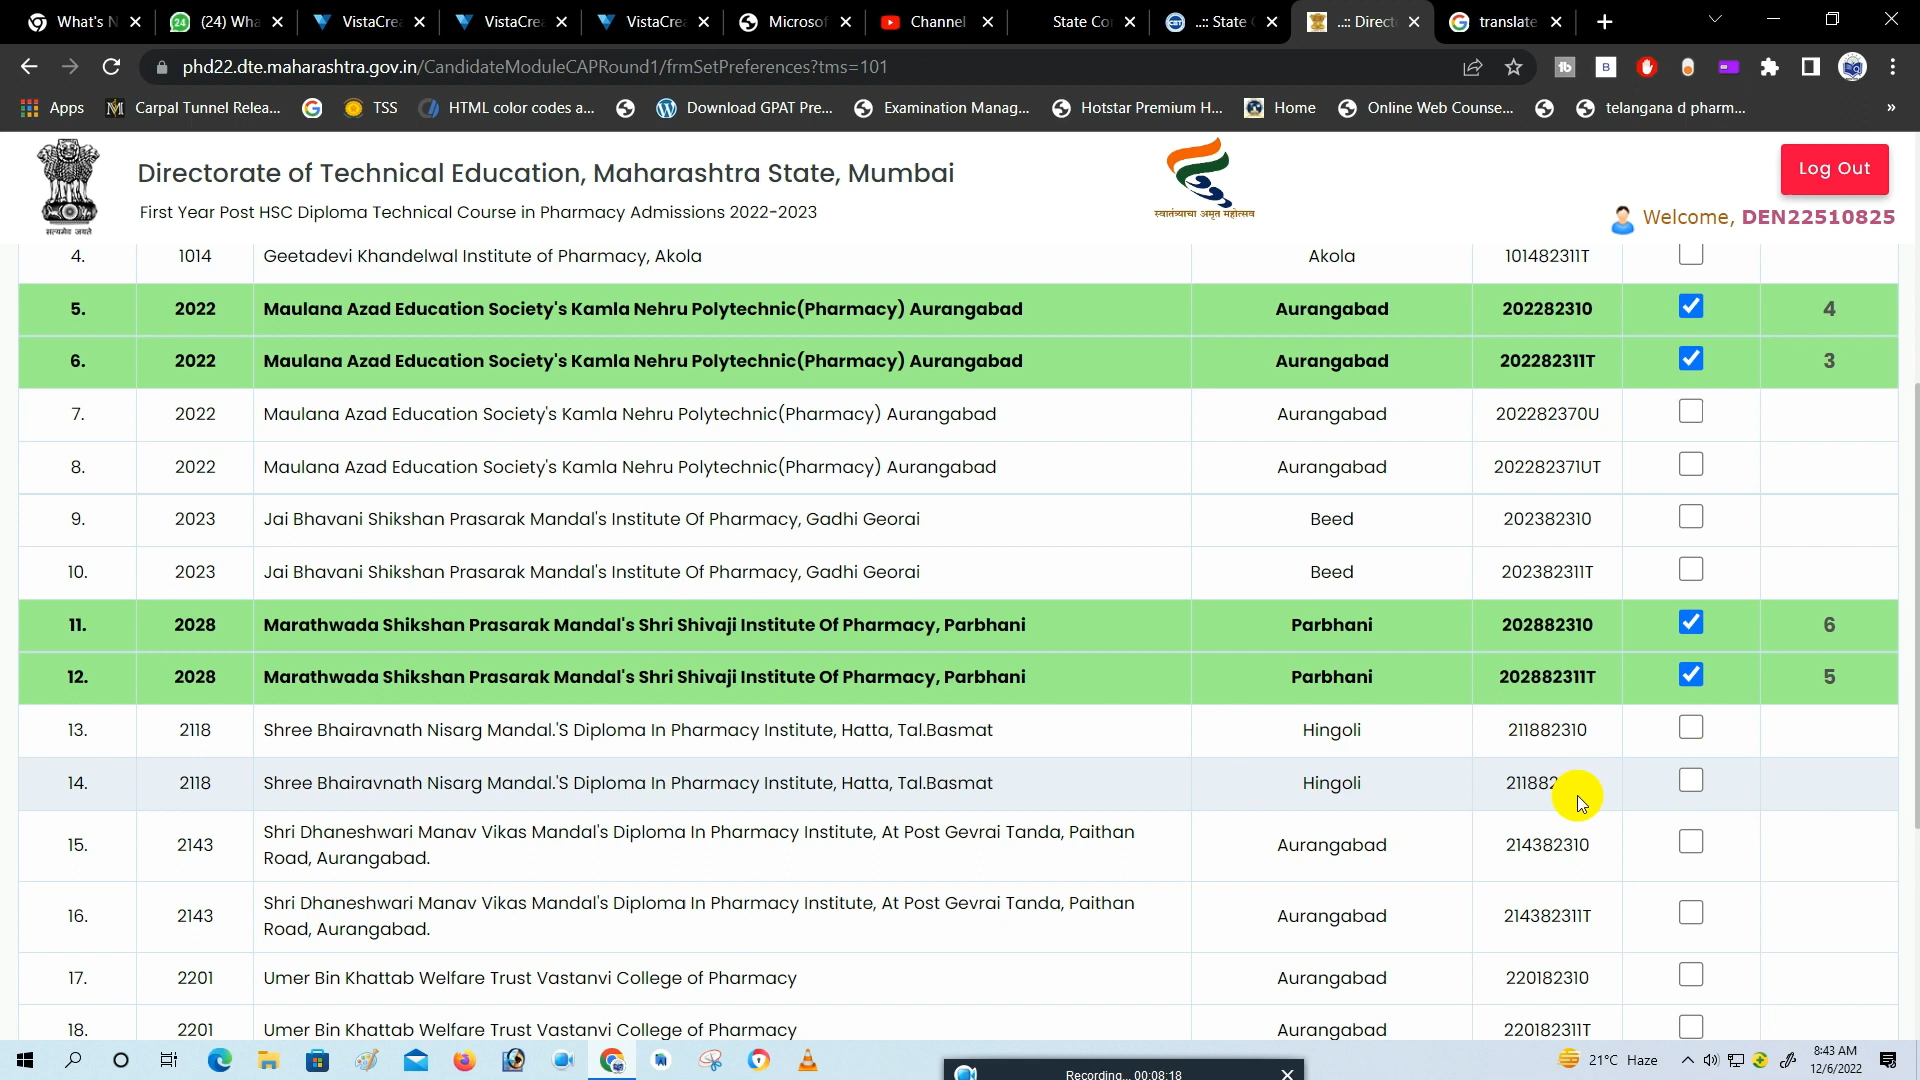 What's N
(24) Wha
VistaCrea
VistaCrea
VistaCrea
Microsof
Channel
State Co
..:: State
..:: Direct
translate
phd22.dte.maharashtra.gov.in/CandidateModuleCAPRound1/frmSetPreferences?tms=101
Apps
Carpal Tunnel Relea...
TSS
HTML color codes a...
Download GPAT Pre...
Examination Manag...
Hotstar Premium H...
Home
Online Web Counse...
telangana d pharm...
»
Directorate of Technical Education, Maharashtra State, Mumbai
First Year Post HSC Diploma Technical Course in Pharmacy Admissions 2022-2023
सत्यमेव जयते
स्वातंत्र्याचा अमृत महोत्सव
Log Out
Welcome, DEN22510825
4. 1014 Geetadevi Khandelwal Institute of Pharmacy, Akola Akola 101482311T
5. 2022 Maulana Azad Education Society's Kamla Nehru Polytechnic(Pharmacy) Aurangabad Aurangabad 202282310 4
6. 2022 Maulana Azad Education Society's Kamla Nehru Polytechnic(Pharmacy) Aurangabad Aurangabad 202282311T 3
7. 2022 Maulana Azad Education Society's Kamla Nehru Polytechnic(Pharmacy) Aurangabad Aurangabad 202282370U
8. 2022 Maulana Azad Education Society's Kamla Nehru Polytechnic(Pharmacy) Aurangabad Aurangabad 202282371UT
9. 2023 Jai Bhavani Shikshan Prasarak Mandal's Institute Of Pharmacy, Gadhi Georai Beed 202382310
10. 2023 Jai Bhavani Shikshan Prasarak Mandal's Institute Of Pharmacy, Gadhi Georai Beed 202382311T
11. 2028 Marathwada Shikshan Prasarak Mandal's Shri Shivaji Institute Of Pharmacy, Parbhani Parbhani 202882310 6
12. 2028 Marathwada Shikshan Prasarak Mandal's Shri Shivaji Institute Of Pharmacy, Parbhani Parbhani 202882311T 5
13. 2118 Shree Bhairavnath Nisarg Mandal.'S Diploma In Pharmacy Institute, Hatta, Tal.Basmat Hingoli 211882310
14. 2118 Shree Bhairavnath Nisarg Mandal.'S Diploma In Pharmacy Institute, Hatta, Tal.Basmat Hingoli
15. 2143 Shri Dhaneshwari Manav Vikas Mandal's Diploma In Pharmacy Institute, At Post Gevrai Tanda, Paithan
Road, Aurangabad. Aurangabad 214382310
16. 2143 Shri Dhaneshwari Manav Vikas Mandal's Diploma In Pharmacy Institute, At Post Gevrai Tanda, Paithan
Road, Aurangabad. Aurangabad 214382311T
17. 2201 Umer Bin Khattab Welfare Trust Vastanvi College of Pharmacy Aurangabad 220182310
18. 2201 Umer Bin Khattab Welfare Trust Vastanvi College of Pharmacy Aurangabad 220182311T
Recording... 00:08:18
21°C Haze
8:43 AM
12/6/2022